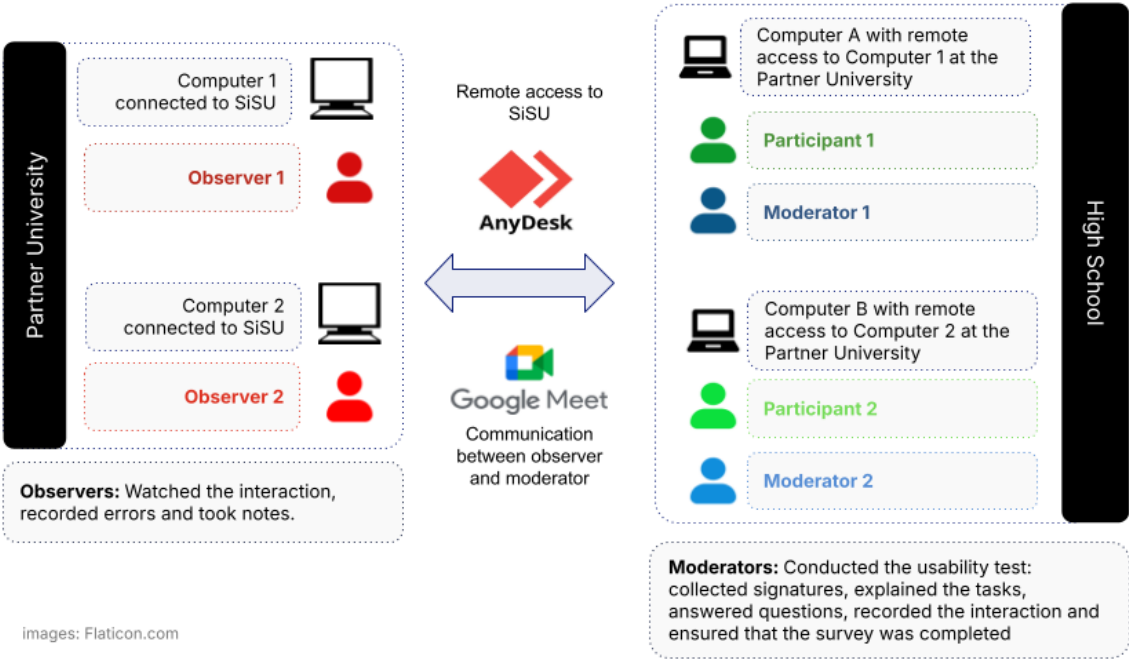 Partner University
Computer 1
connected to SiSU
Observer 1
Computer 2
connected to SiSU
Observer 2
Observers: Watched the interaction,
recorded errors and took notes.
Remote access to
SiSU
AnyDesk
Google Meet
Communication
between observer
and moderator
Computer A with remote
access to Computer 1 at the
Partner University
Participant 1
Moderator 1
Computer B with remote
access to Computer 2 at the
Partner University
Participant 2
Moderator 2
High School
Moderators: Conducted the usability test:
collected signatures, explained the tasks,
answered questions, recorded the interaction and
ensured that the survey was completed
images: Flaticon.com